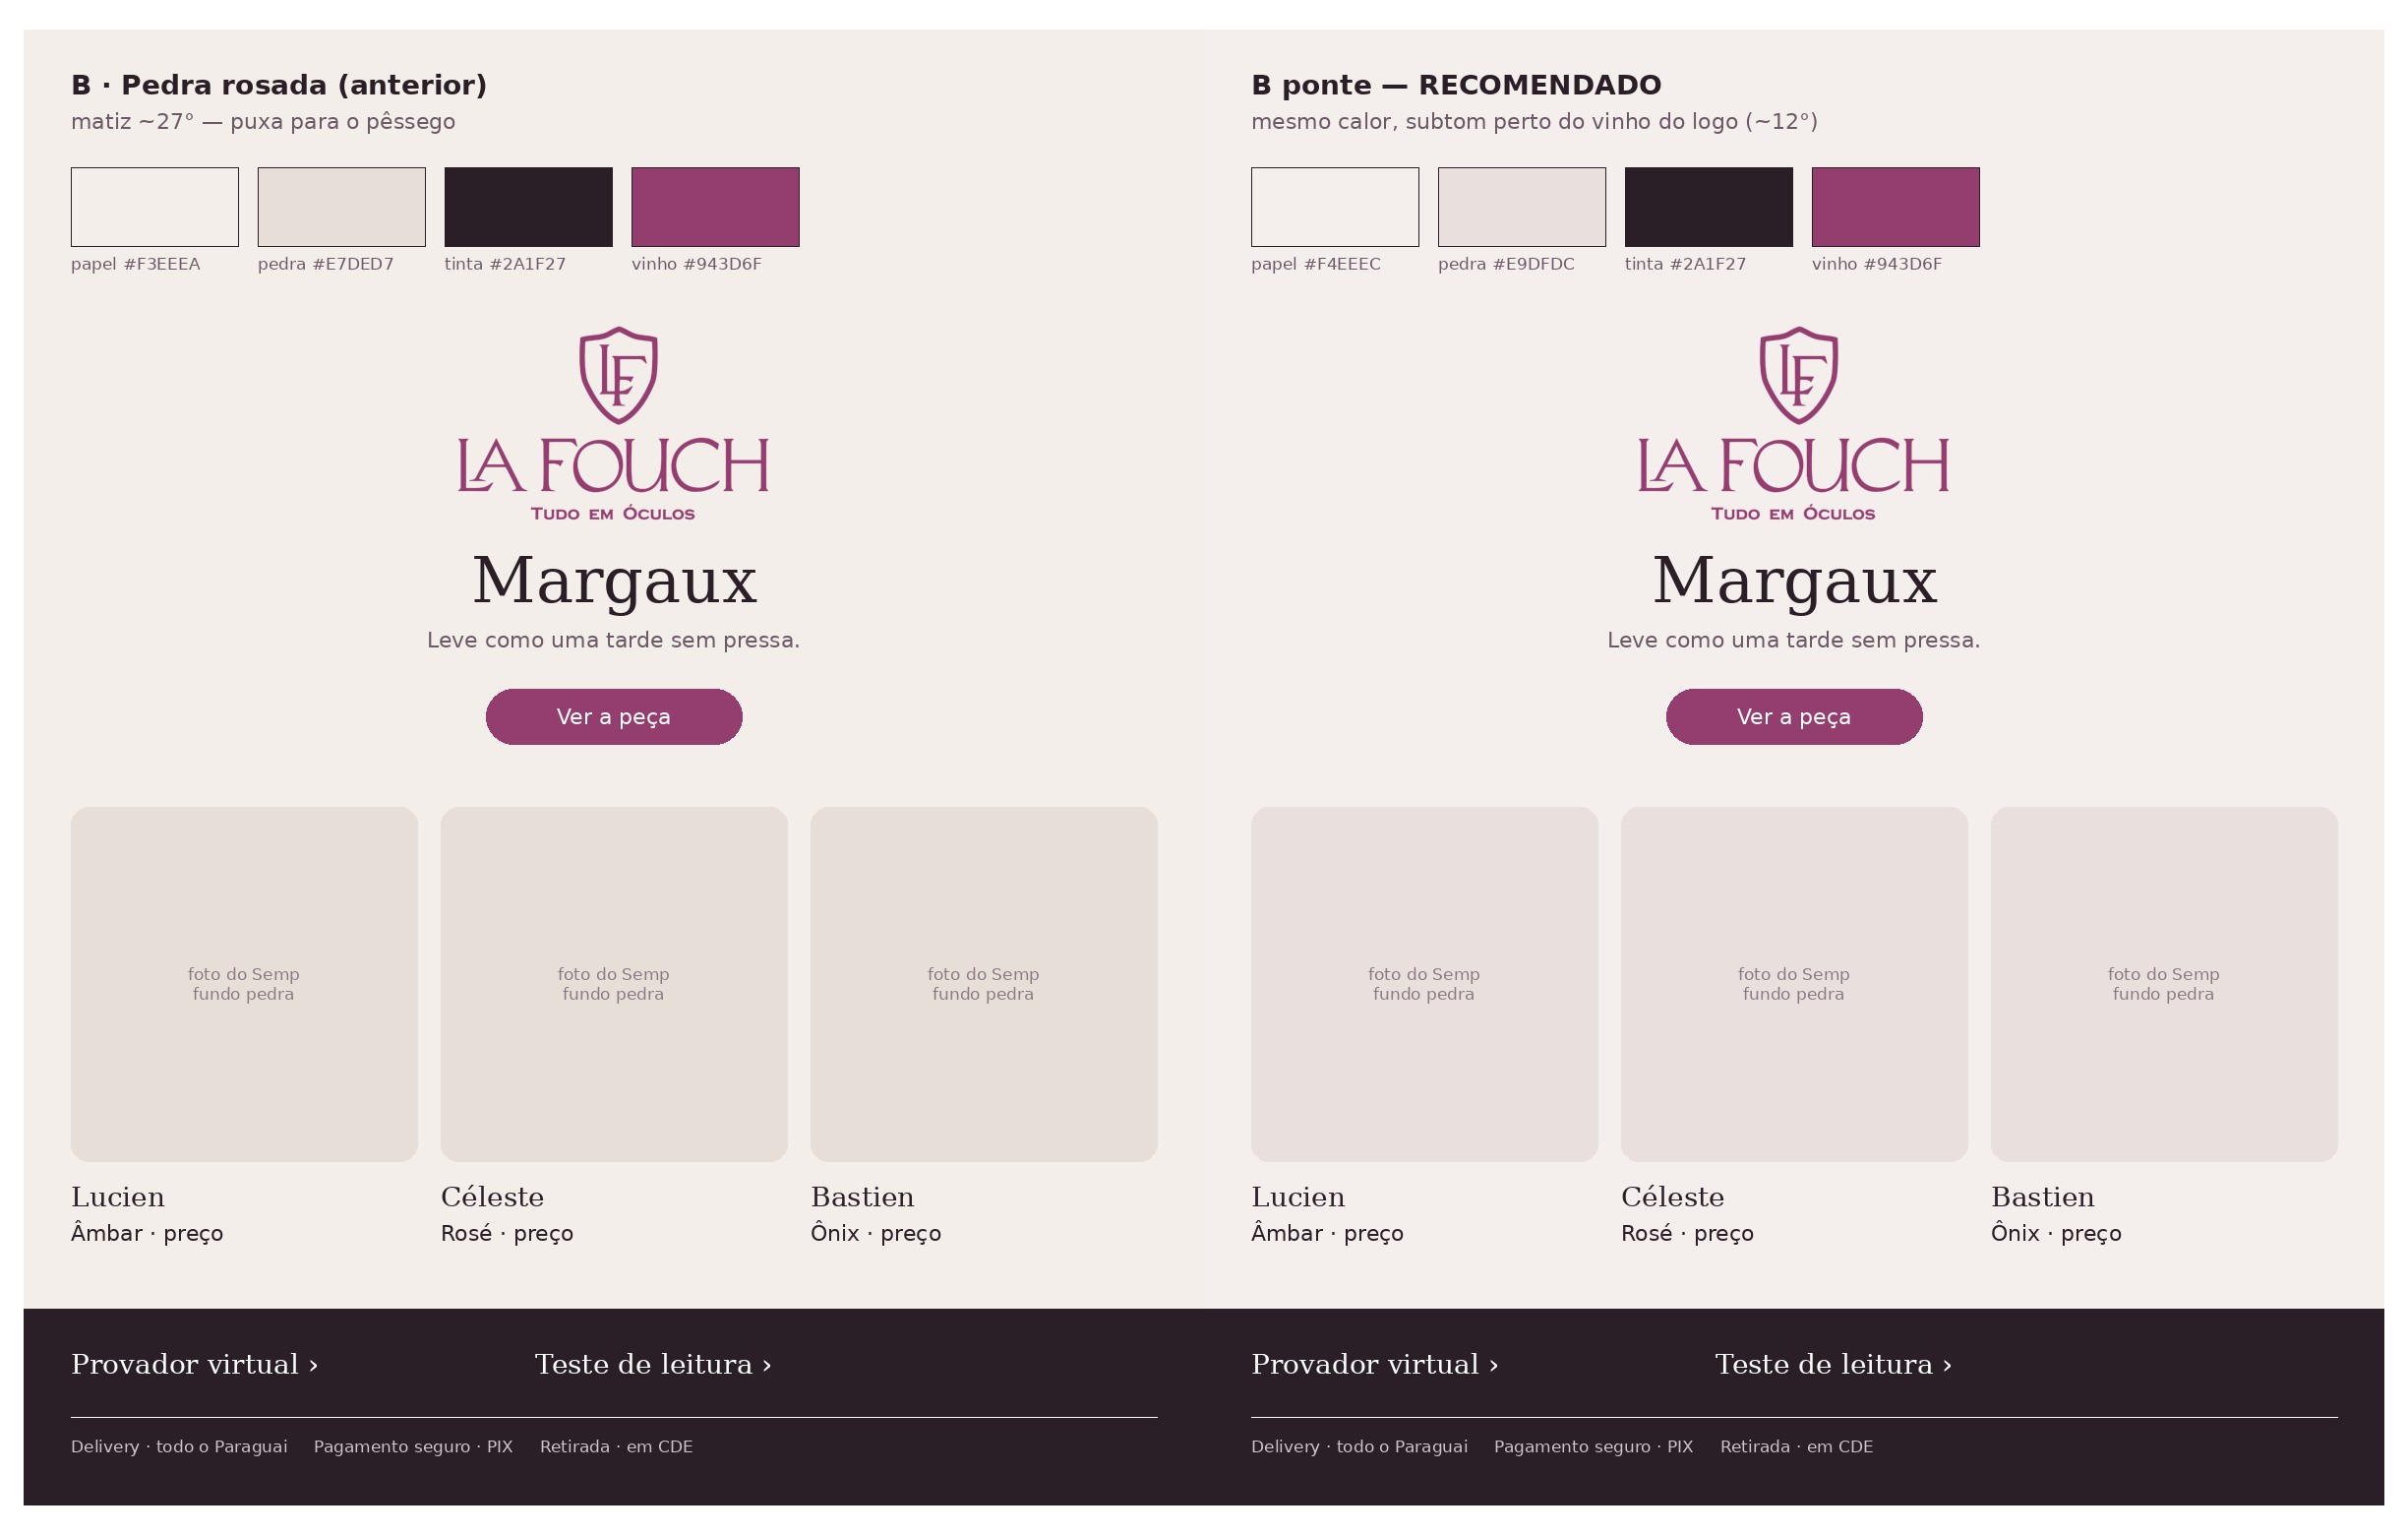 B · Pedra rosada (anterior)
matiz ~27° — puxa para o pêssego
papel #F3EEEA
pedra #E7DED7
tinta #2A1F27
vinho #943D6F
LF
LA FOUCH
TUDO EM ÓCULOS
Margaux
Leve como uma tarde sem pressa.
Ver a peça
foto do Semp
fundo pedra
foto do Semp
fundo pedra
foto do Semp
fundo pedra
Lucien
Âmbar · preço
Céleste
Rosé · preço
Bastien
Ônix · preço
Provador virtual ›
Teste de leitura ›
Delivery · todo o Paraguai
Pagamento seguro · PIX
Retirada · em CDE
B ponte — RECOMENDADO
mesmo calor, subtom perto do vinho do logo (~12°)
papel #F4EEEC
pedra #E9DFDC
tinta #2A1F27
vinho #943D6F
LF
LA FOUCH
TUDO EM ÓCULOS
Margaux
Leve como uma tarde sem pressa.
Ver a peça
foto do Semp
fundo pedra
foto do Semp
fundo pedra
foto do Semp
fundo pedra
Lucien
Âmbar · preço
Céleste
Rosé · preço
Bastien
Ônix · preço
Provador virtual ›
Teste de leitura ›
Delivery · todo o Paraguai
Pagamento seguro · PIX
Retirada · em CDE